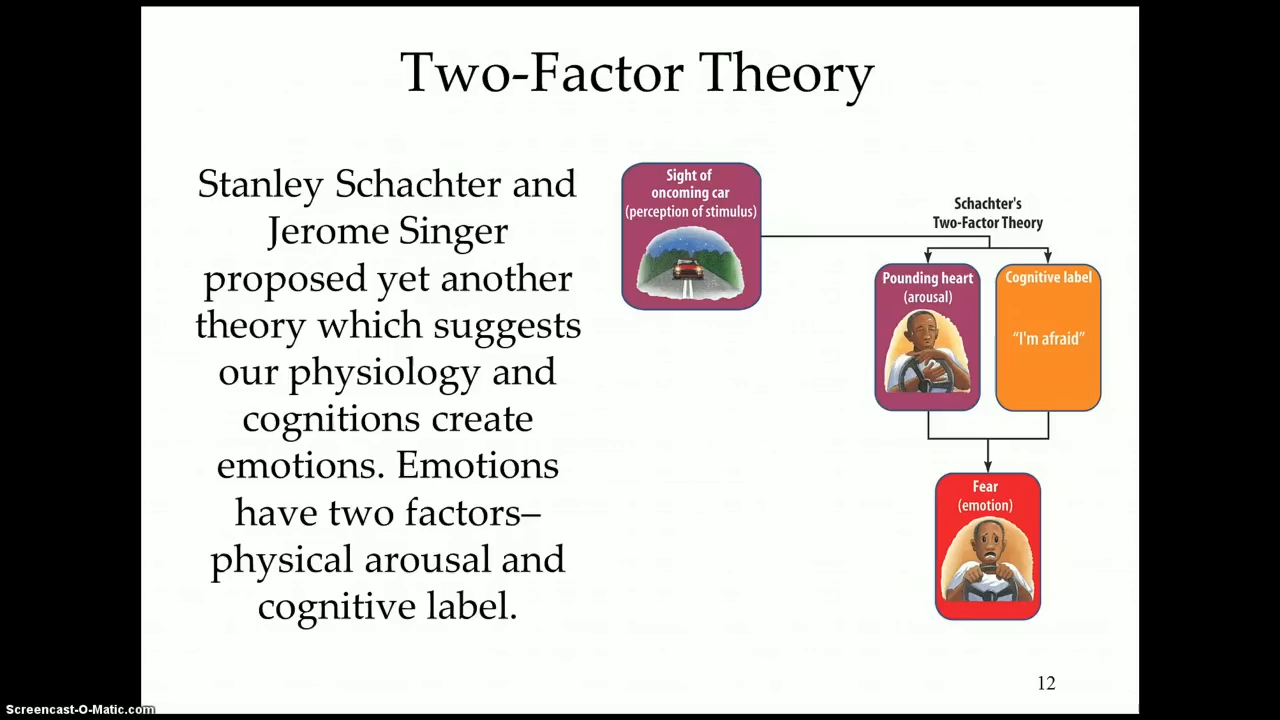 Two-Factor Theory
Stanley Schachter and
Jerome Singer
proposed yet another
theory which suggests
our physiology and
cognitions create
emotions. Emotions
have two factors–
physical arousal and
cognitive label.
Sight of
oncoming car
(perception of stimulus)
Schachter's
Two-Factor Theory
Pounding heart
(arousal)
Cognitive label
“I'm afraid”
Fear
(emotion)
12
Screencast-O-Matic.com